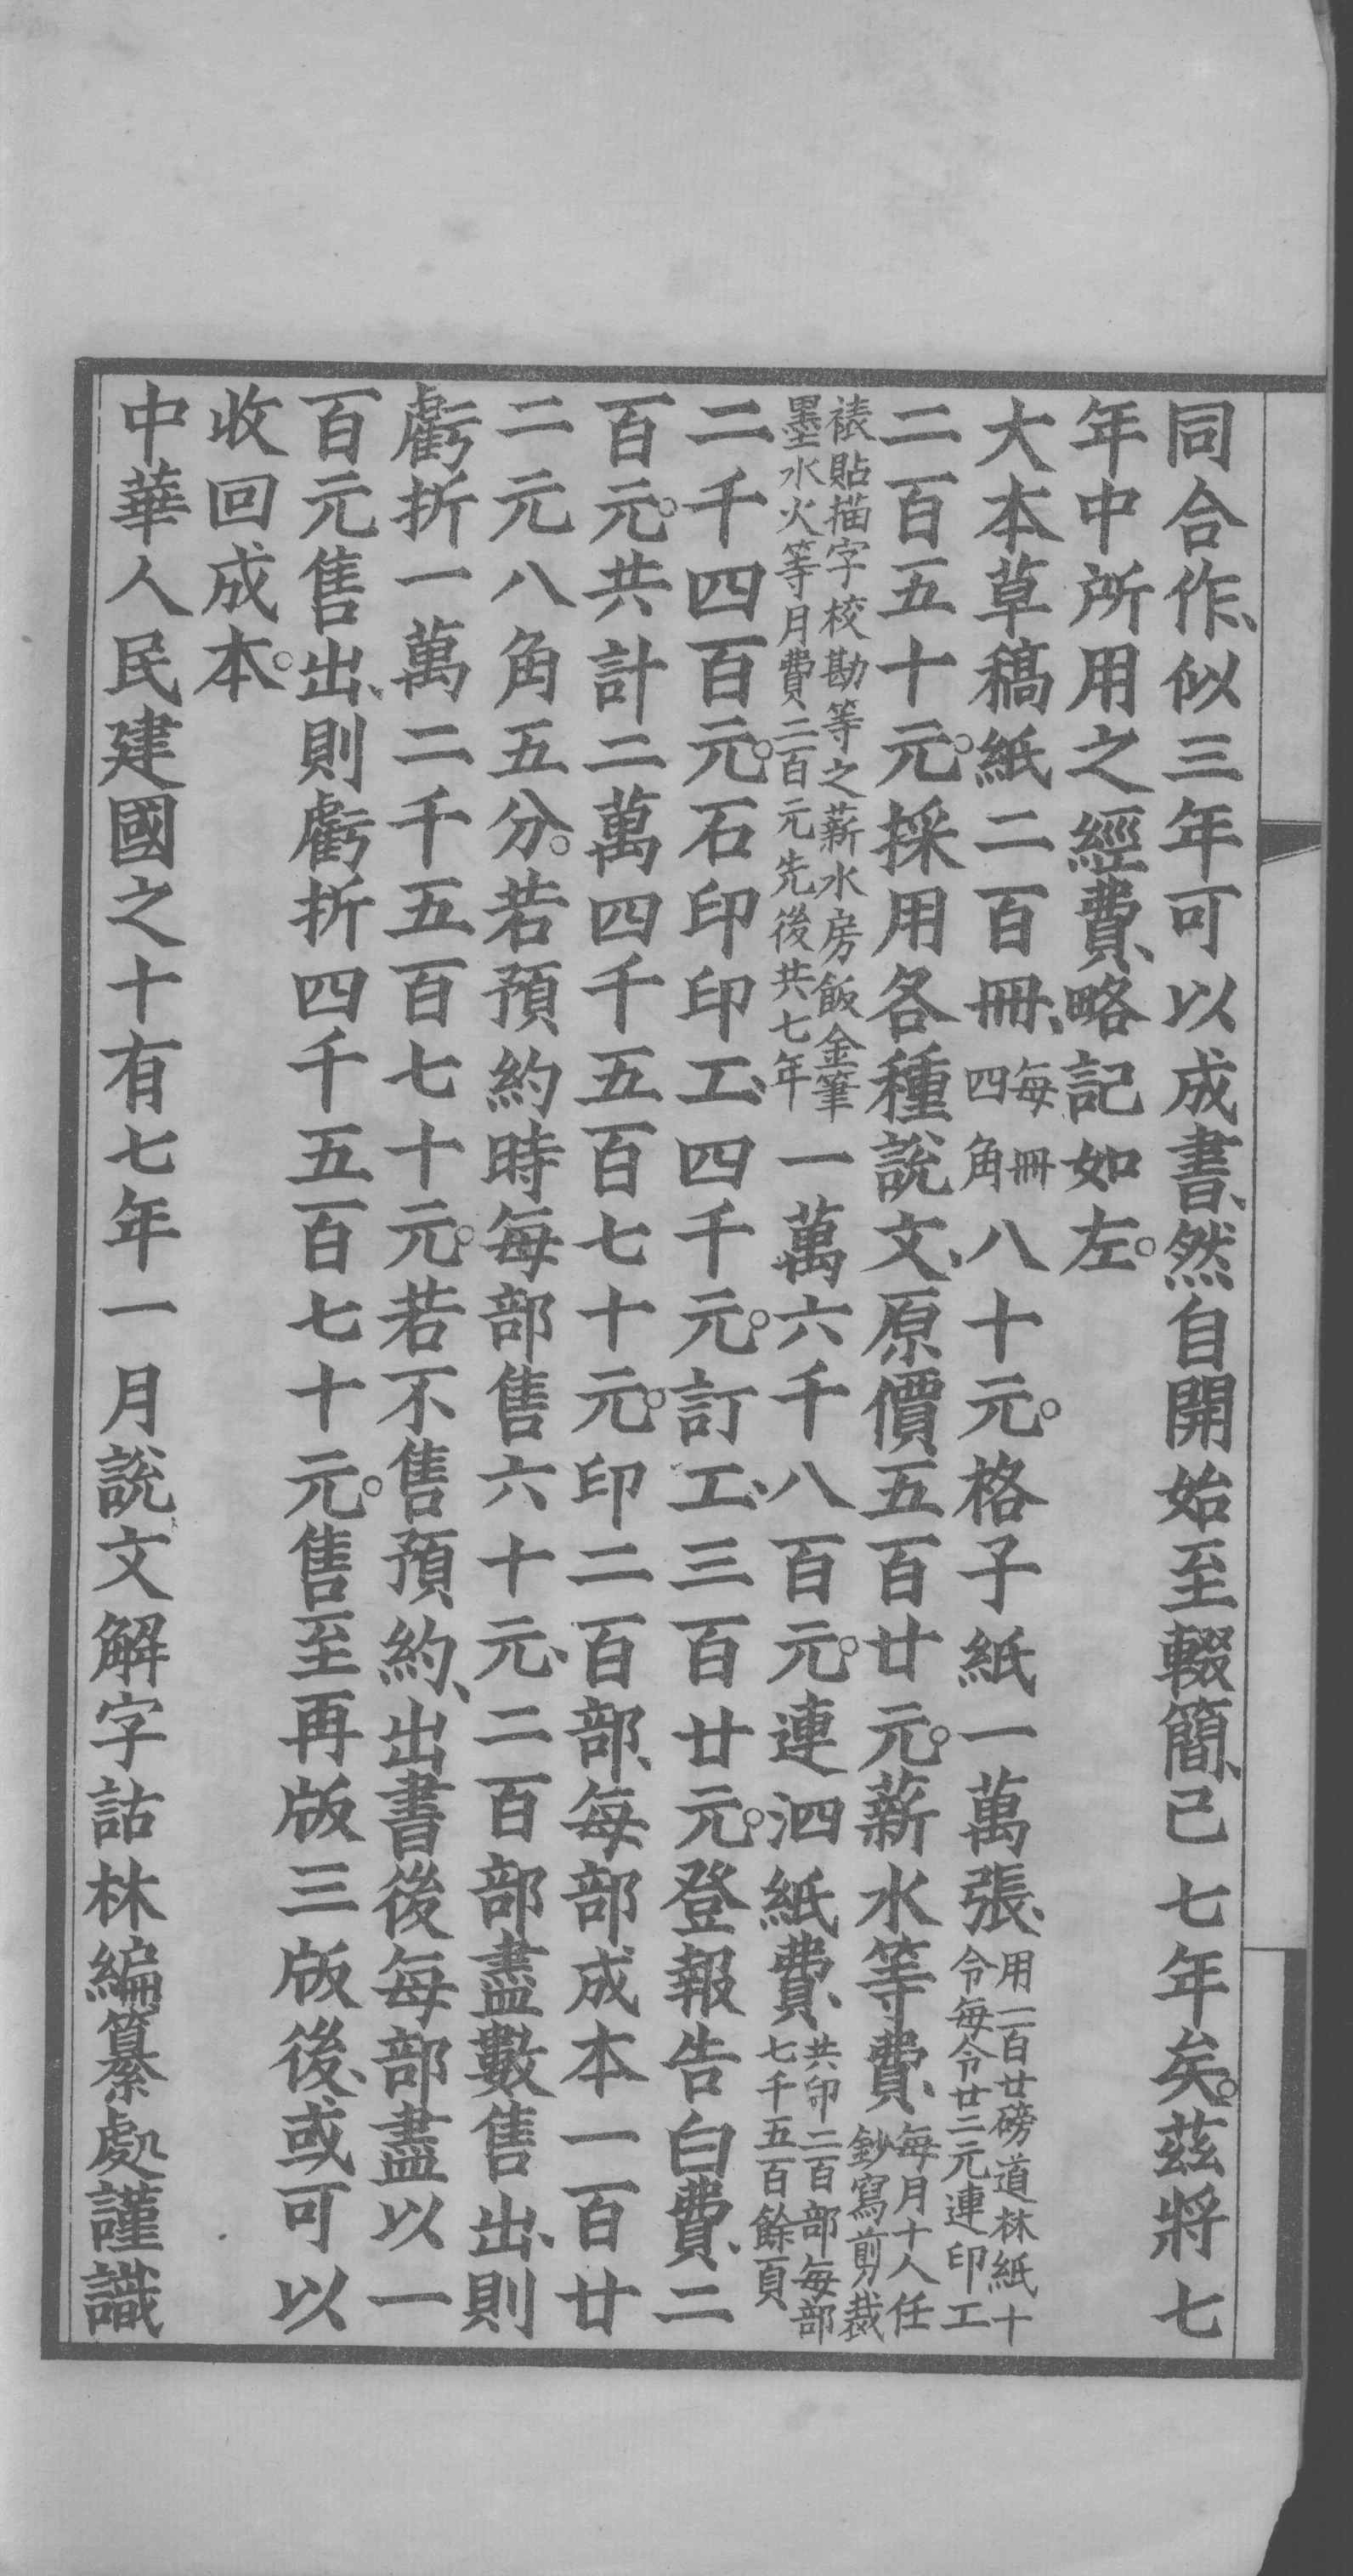 同合作、似三年可以成書、然自開始至輟簡、已七年矣。茲將七
年中所用之經費、略記如左。
大本草稿紙二百冊、每冊四角八十元。格子紙一萬張、用二百廿磅道林紙十令每令廿二元連印工
二百五十元。採用各種說文、原價五百廿元。薪水等費、每月十人任鈔寫剪裁
裱貼描字校勘等之薪水房飯金筆墨水火等月費二百元先後共七年一萬六千八百元。連泗紙費、共印二百部每部七千五百餘頁
二千四百元。石印印工、四千元。訂工、三百廿元。登報告白費、二
百元。共計二萬四千五百七十元。印二百部、每部成本一百廿
二元八角五分。若預約時每部售六十元、二百部盡數售出、則
虧折一萬二千五百七十元。若不售預約、出書後每部盡以一
百元售出、則虧折四千五百七十元。售至再版三版後、或可以
收回成本。
中華人民建國之十有七年一月說文解字詁林編纂處謹識